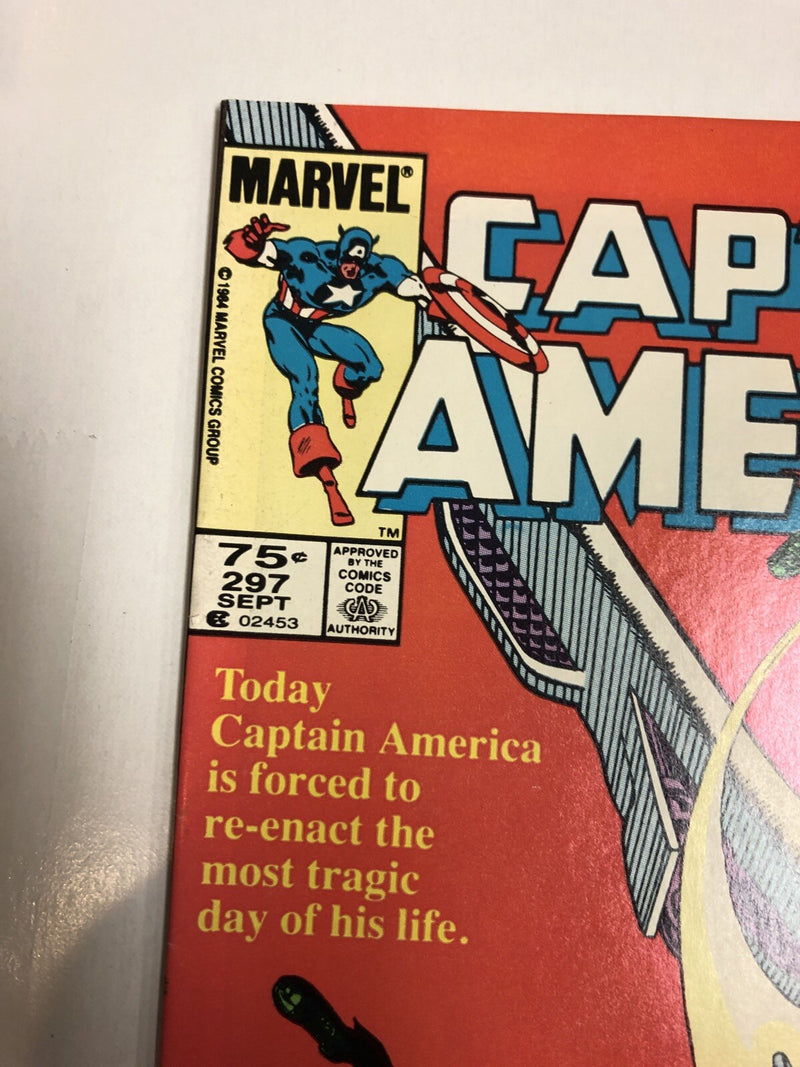 MARVEL®
© 1984 MARVEL COMICS GROUP
CAP
AME
TM
75¢
297
SEPT
02453
APPROVED
BY THE
COMICS
CODE
CA
AUTHORITY
Today
Captain America
is forced to
re-enact the
most tragic
day of his life.